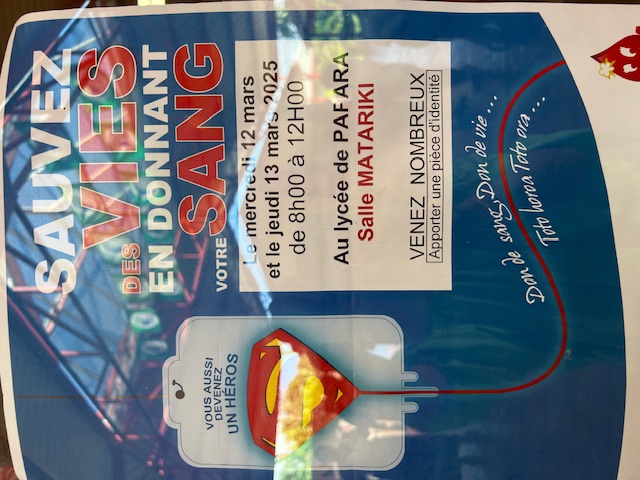 SAUVEZ
DES VIES
EN DONNANT
VOTRE SANG
Le mercredi 12 mars
et le jeudi 13 mars 2025
de 8h00 à 12H00
Au lycée de PAPARA
Salle MATARIKI
VENEZ NOMBREUX
Apporter une pièce d'identité
VOUS AUSSI
DEVENEZ
UN HÉROS
Don de sang, Don de vie ...
Toto horoa Toto ora ...